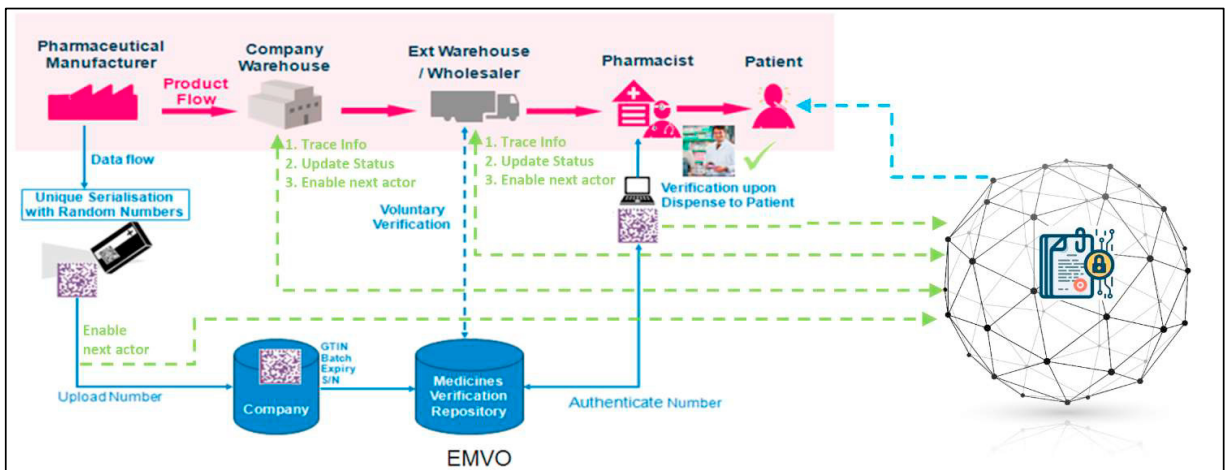 Pharmaceutical
Manufacturer
Company
Warehouse
Ext Warehouse
/ Wholesaler
Pharmacist
Patient
Product
Flow
1. Trace Info
2. Update Status
3. Enable next actor
1. Trace Info
2. Update Status
3. Enable next actor
Data flow
Unique Serialisation
with Random Numbers
Voluntary
Verification
Verification upon
Dispense to Patient
Enable
next actor
GTIN
Batch
Expiry
S/N
Upload Number
Company
Medicines
Verification
Repository
Authenticate Number
EMVO